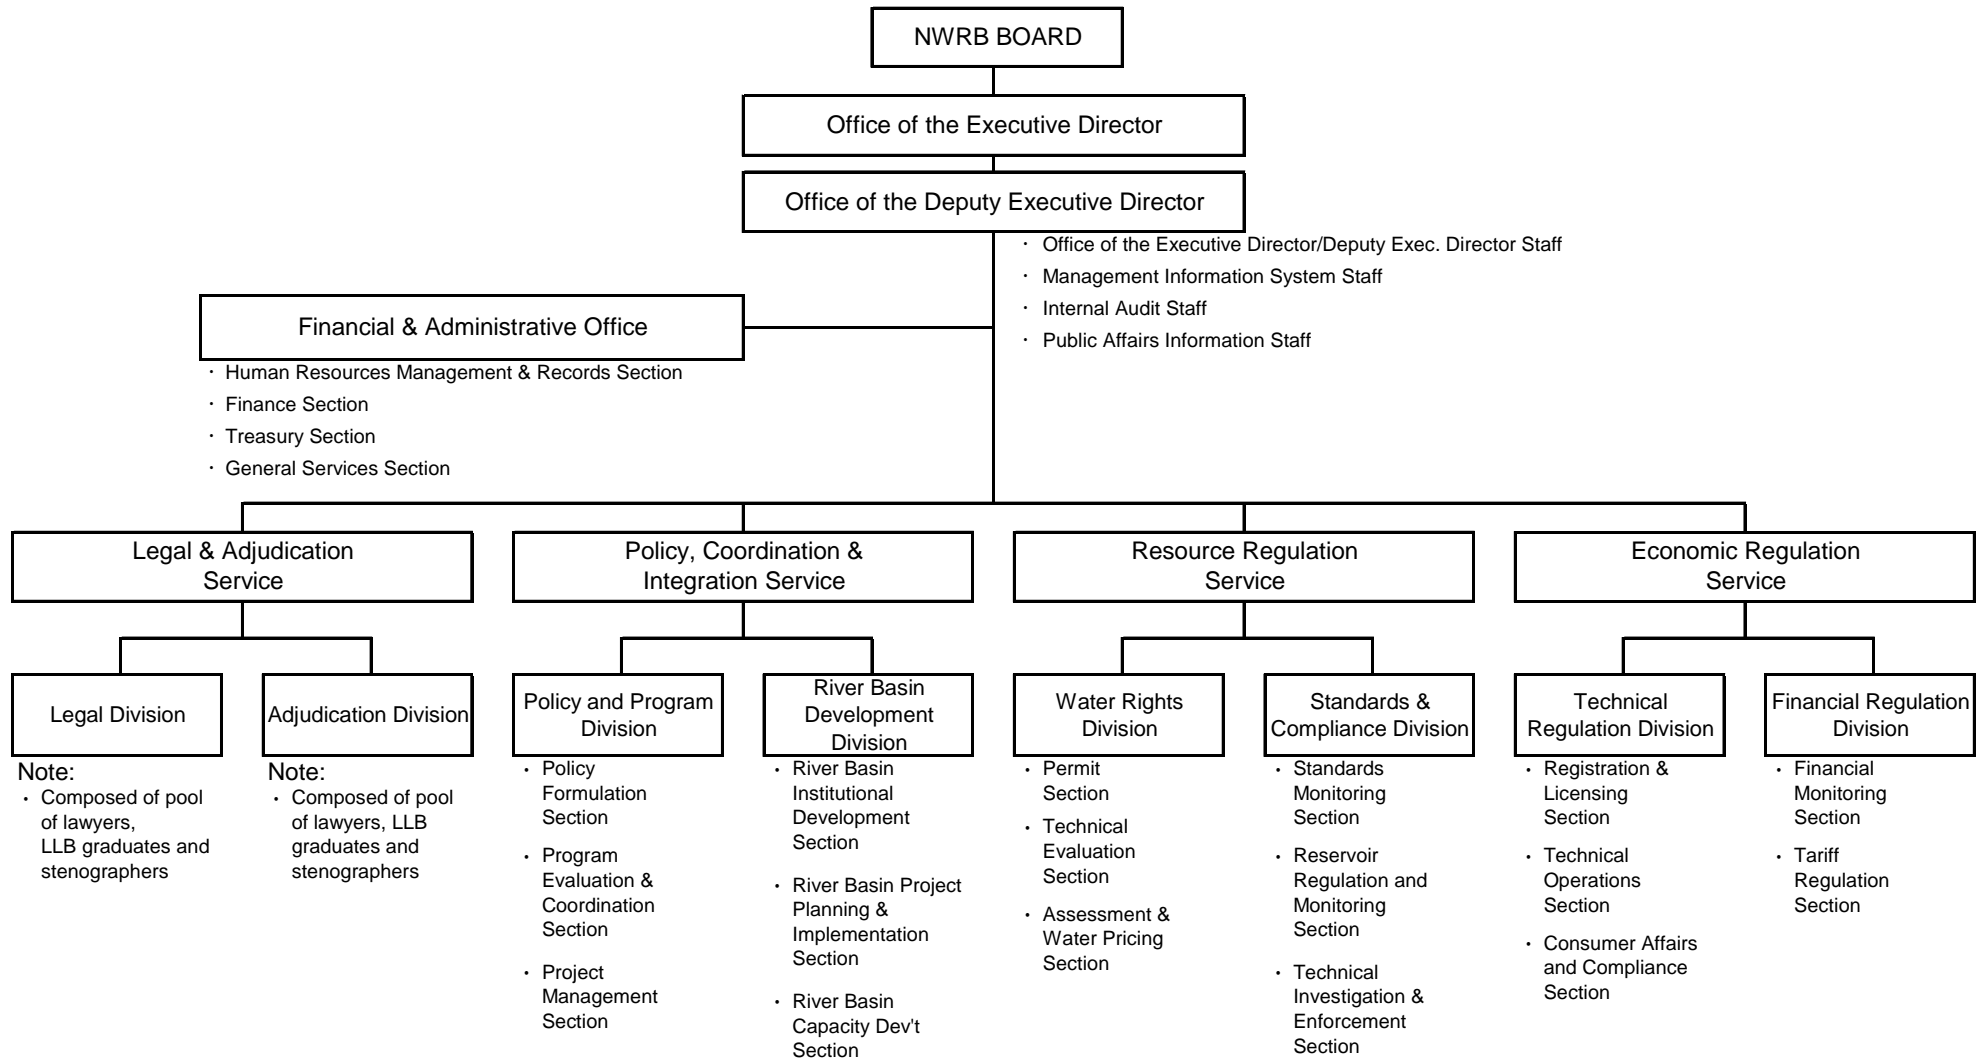 NWRB BOARD
Office of the Executive Director
Office of the Deputy Executive Director
· Office of the Executive Director/Deputy Exec. Director Staff
· Management Information System Staff
· Internal Audit Staff
· Public Affairs Information Staff
Financial & Administrative Office
· Human Resources Management & Records Section
· Finance Section
· Treasury Section
· General Services Section
Legal & Adjudication
Service
Policy, Coordination &
Integration Service
Resource Regulation
Service
Economic Regulation
Service
Legal Division
Note:
· Composed of pool
of lawyers,
LLB graduates and
stenographers
Adjudication Division
Note:
· Composed of pool
of lawyers, LLB
graduates and
stenographers
Policy and Program
Division
· Policy
Formulation
Section
· Program
Evaluation &
Coordination
Section
· Project
Management
Section
River Basin
Development
Division
· River Basin
Institutional
Development
Section
· River Basin Project
Planning &
Implementation
Section
· River Basin
Capacity Dev't
Section
Water Rights
Division
· Permit
Section
· Technical
Evaluation
Section
· Assessment &
Water Pricing
Section
Standards &
Compliance Division
· Standards
Monitoring
Section
· Reservoir
Regulation and
Monitoring
Section
· Technical
Investigation &
Enforcement
Section
Technical
Regulation Division
· Registration &
Licensing
Section
· Technical
Operations
Section
· Consumer Affairs
and Compliance
Section
Financial Regulation
Division
· Financial
Monitoring
Section
· Tariff
Regulation
Section